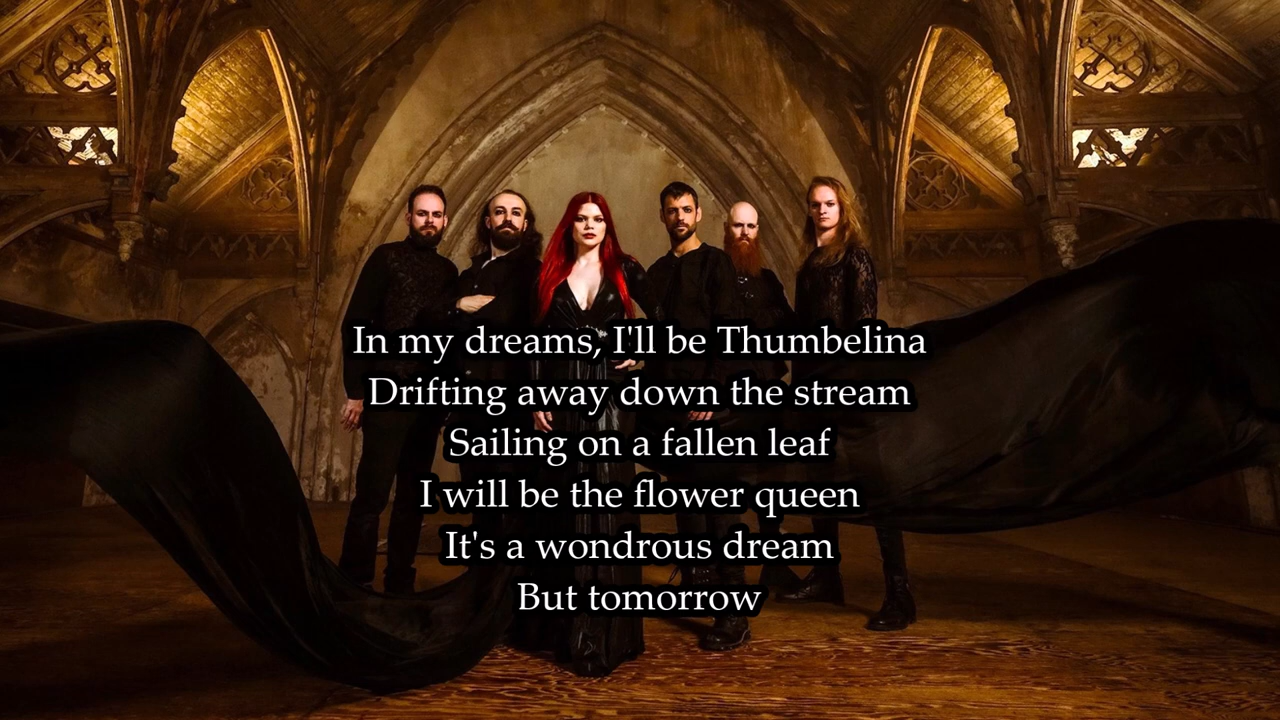 In my dreams, I'll be Thumbelina
Drifting away down the stream
Sailing on a fallen leaf
I will be the flower queen
It's a wondrous dream
But tomorrow